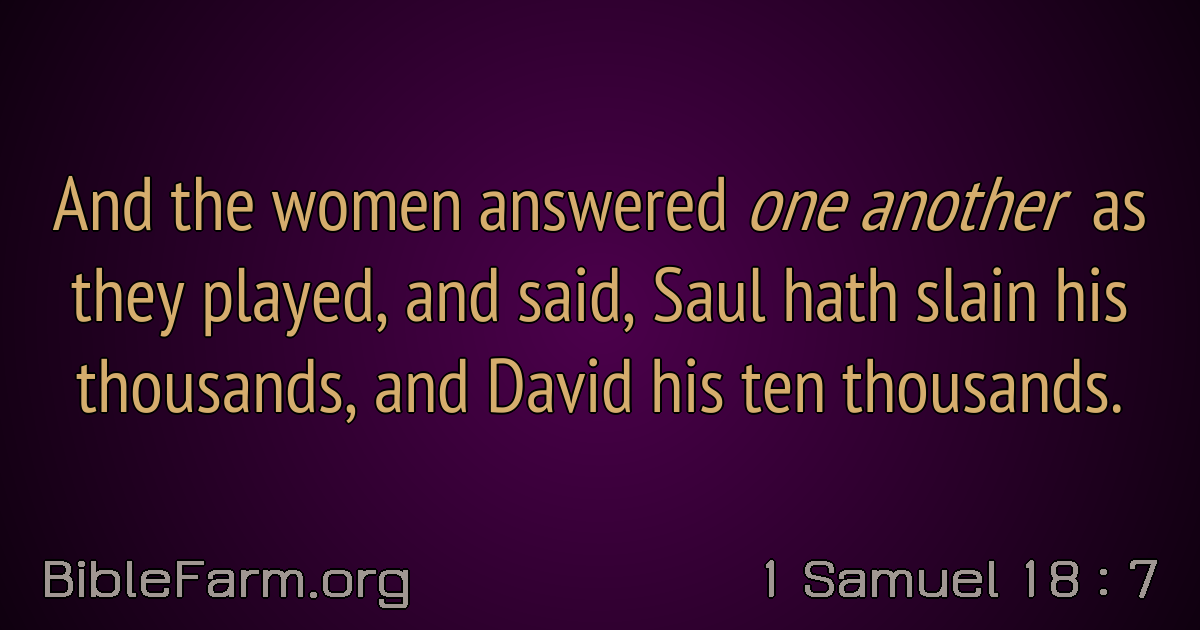 And the women answered one another as
they played, and said, Saul hath slain his
thousands, and David his ten thousands.
BibleFarm.org
1 Samuel 18 : 7